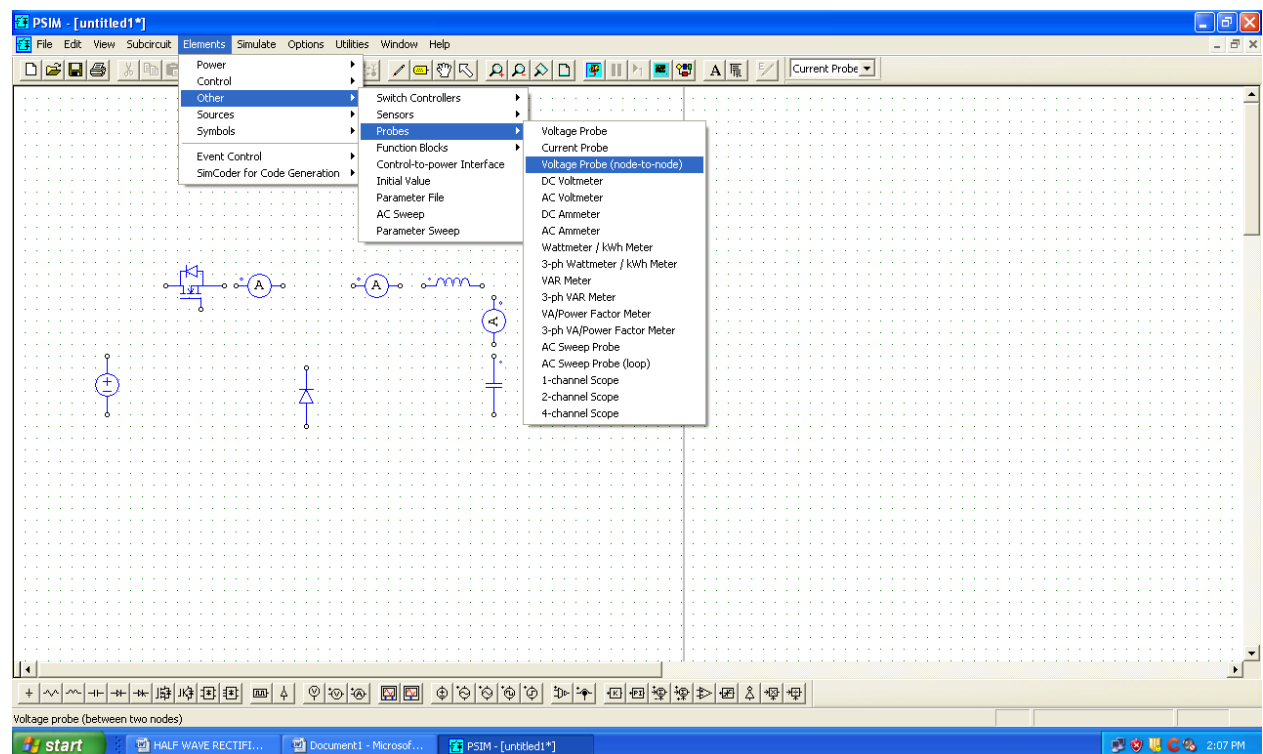 PSIM - [untitled1*]
File Edit View Subcircuit Elements Simulate Options Utilities Window Help
Current Probe
Power
Control
Other
Sources
Symbols
Event Control
SimCoder for Code Generation
Switch Controllers
Sensors
Probes
Function Blocks
Control-to-power Interface
Initial Value
Parameter File
AC Sweep
Parameter Sweep
Voltage Probe
Current Probe
Voltage Probe (node-to-node)
DC Voltmeter
AC Voltmeter
DC Ammeter
AC Ammeter
Wattmeter / kWh Meter
3-ph Wattmeter / kWh Meter
VAR Meter
3-ph VAR Meter
VA/Power Factor Meter
3-ph VA/Power Factor Meter
AC Sweep Probe
AC Sweep Probe (loop)
1-channel Scope
2-channel Scope
4-channel Scope
A
A
A
Voltage probe (between two nodes)
start HALF WAVE RECTIFI... Document1 - Microsof... PSIM - [untitled1*] 2:07 PM